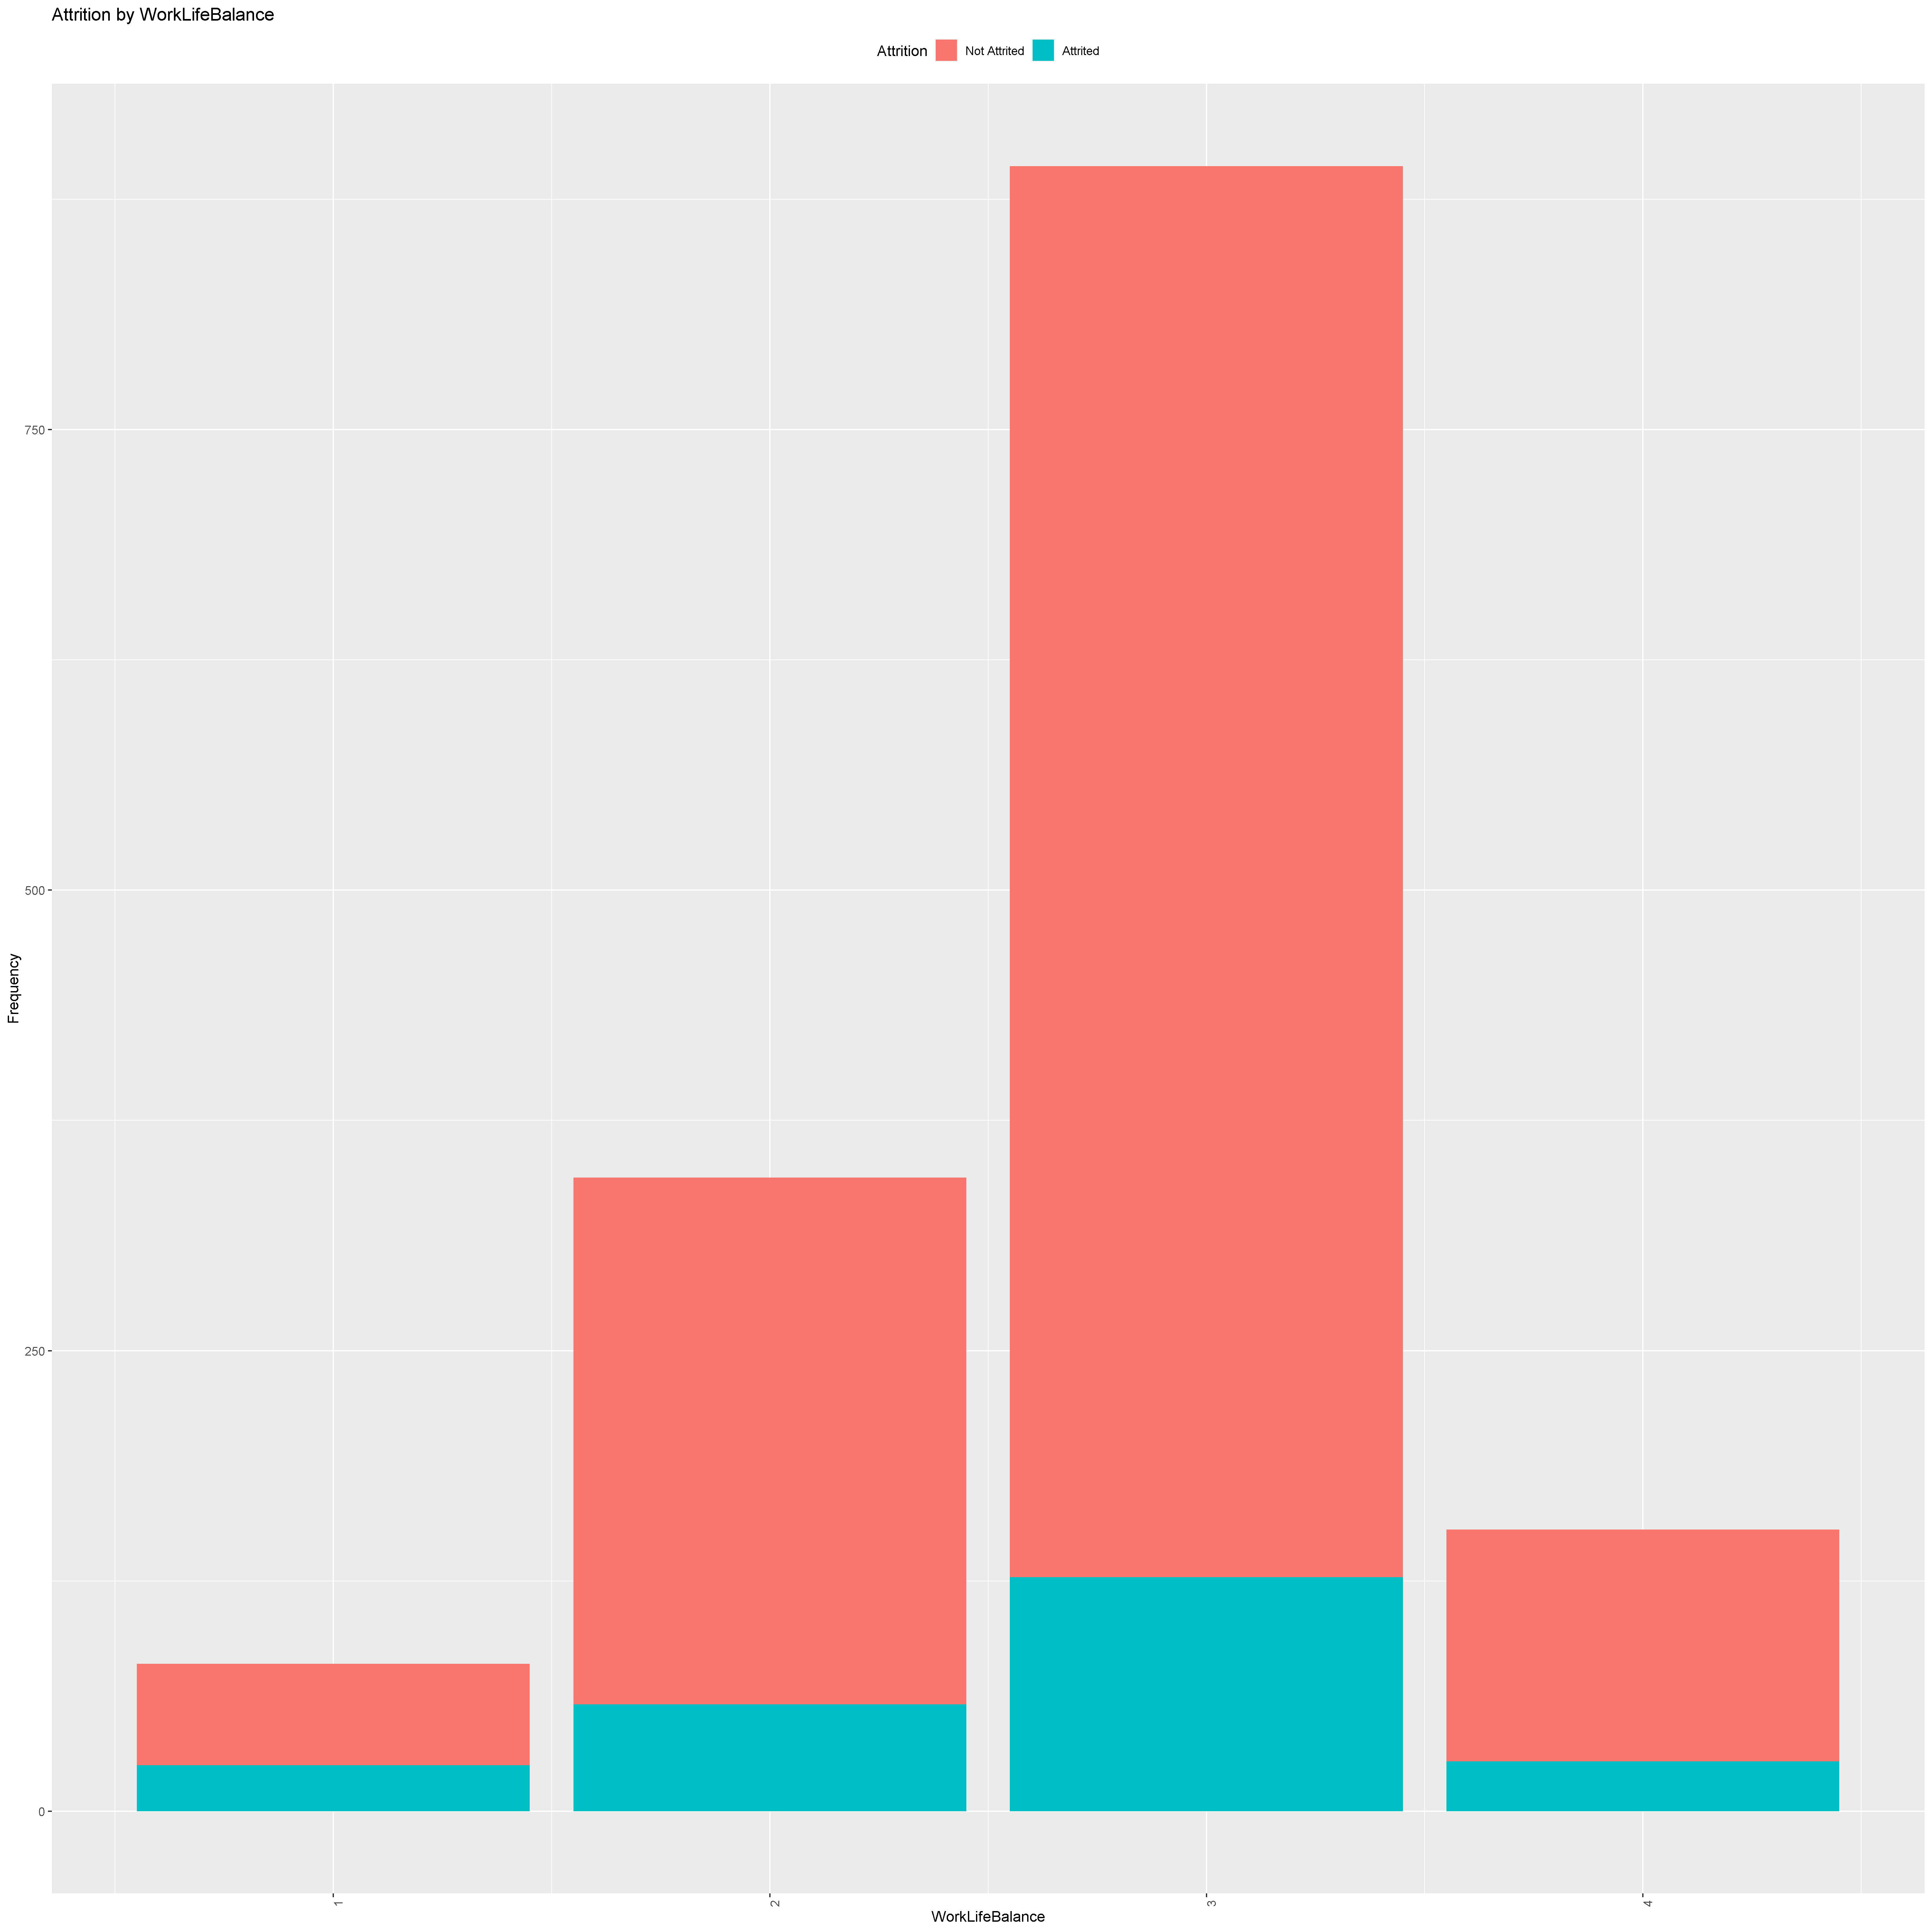 Attrition by WorkLifeBalance
Attrition Not Attrited Attrited
Frequency
750
500
250
0
1 2 3 4
WorkLifeBalance